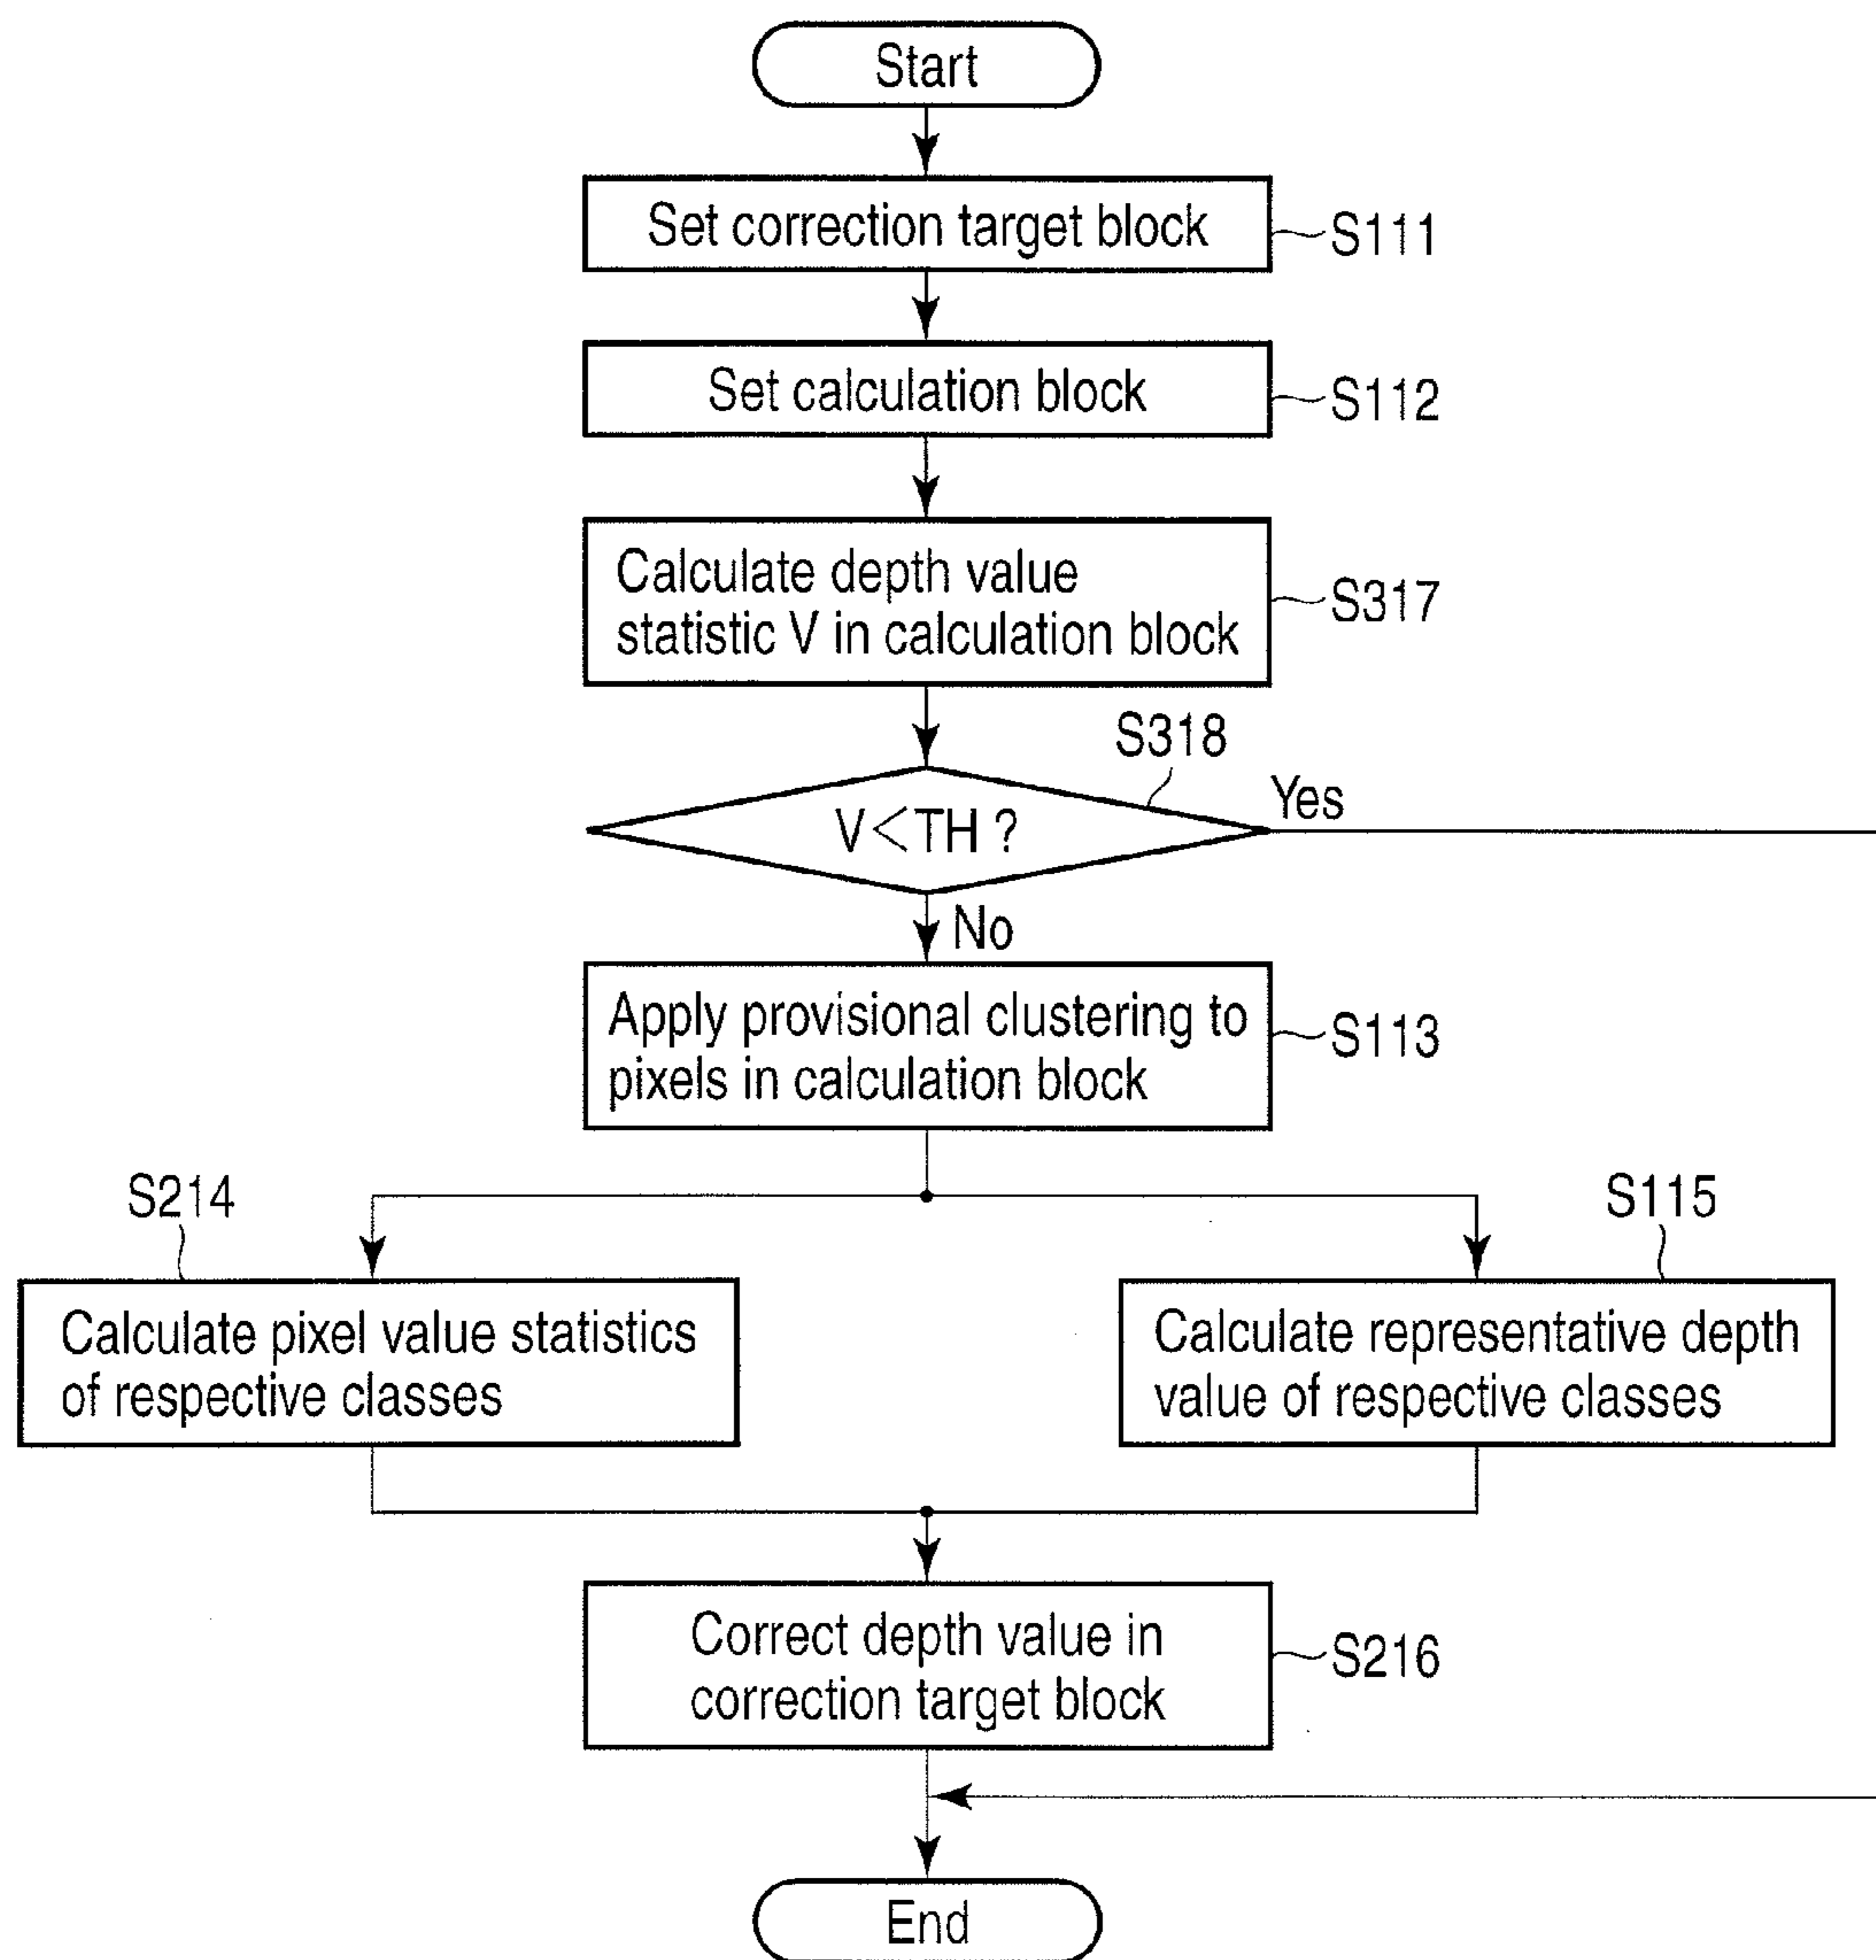 Start
Set correction target block
S111
Set calculation block
S112
Calculate depth value
statistic V in calculation block
S317
S318
V<TH ?
Yes
No
Apply provisional clustering to
pixels in calculation block
S113
S214
S115
Calculate pixel value statistics
of respective classes
Calculate representative depth
value of respective classes
Correct depth value in
correction target block
S216
End